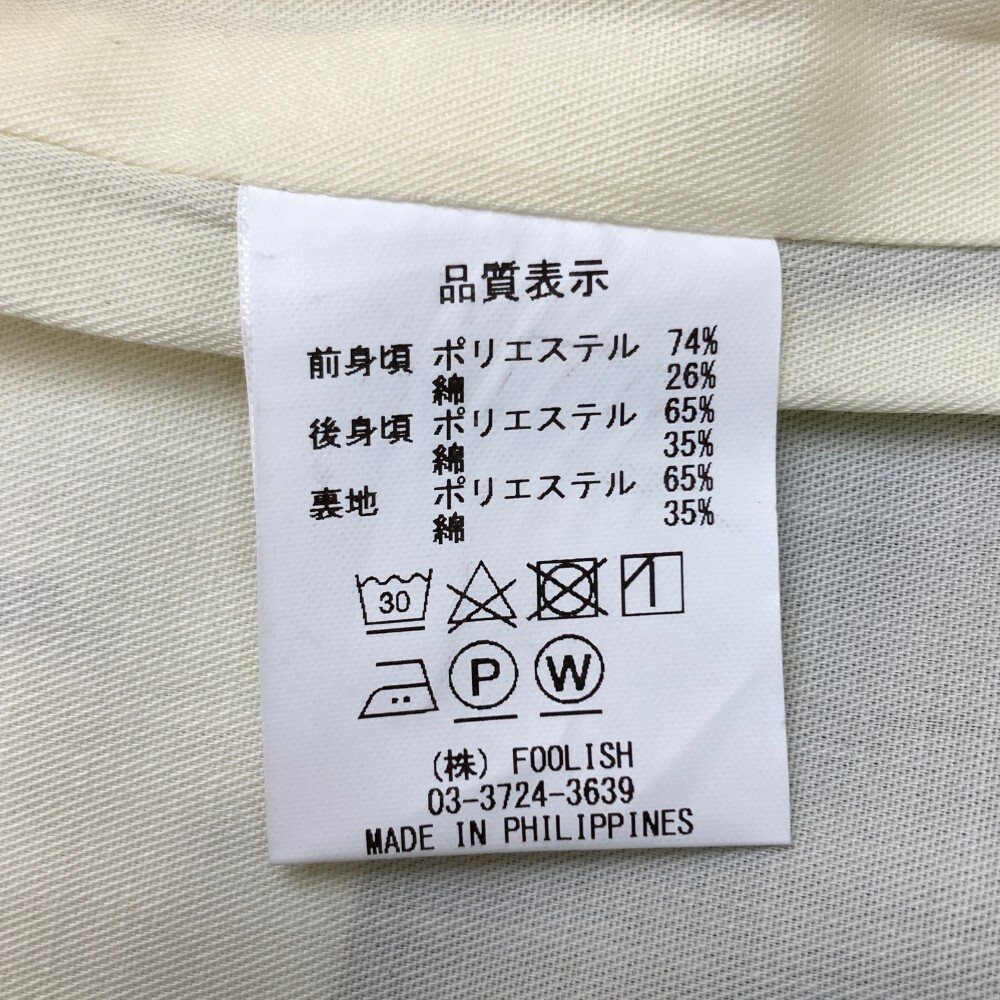 品質表示
前身頃 ポリエステル 74%
綿 26%
後身頃 ポリエステル 65%
綿 35%
裏地 ポリエステル 65%
綿 35%
30
P W
(株) FOOLISH
03-3724-3639
MADE IN PHILIPPINES